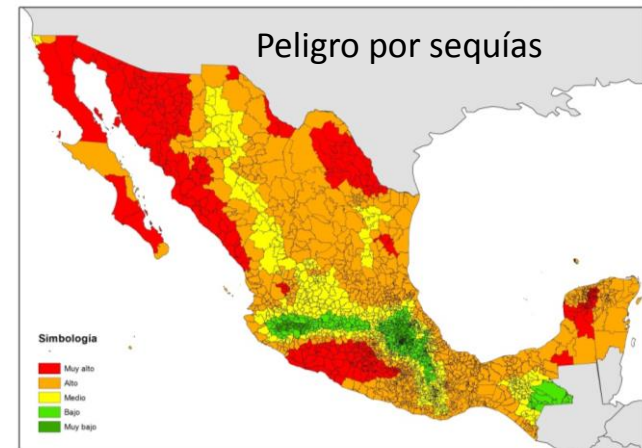 Peligro por sequías
Simbología
Muy alto
Alto
Medio
Bajo
Muy bajo